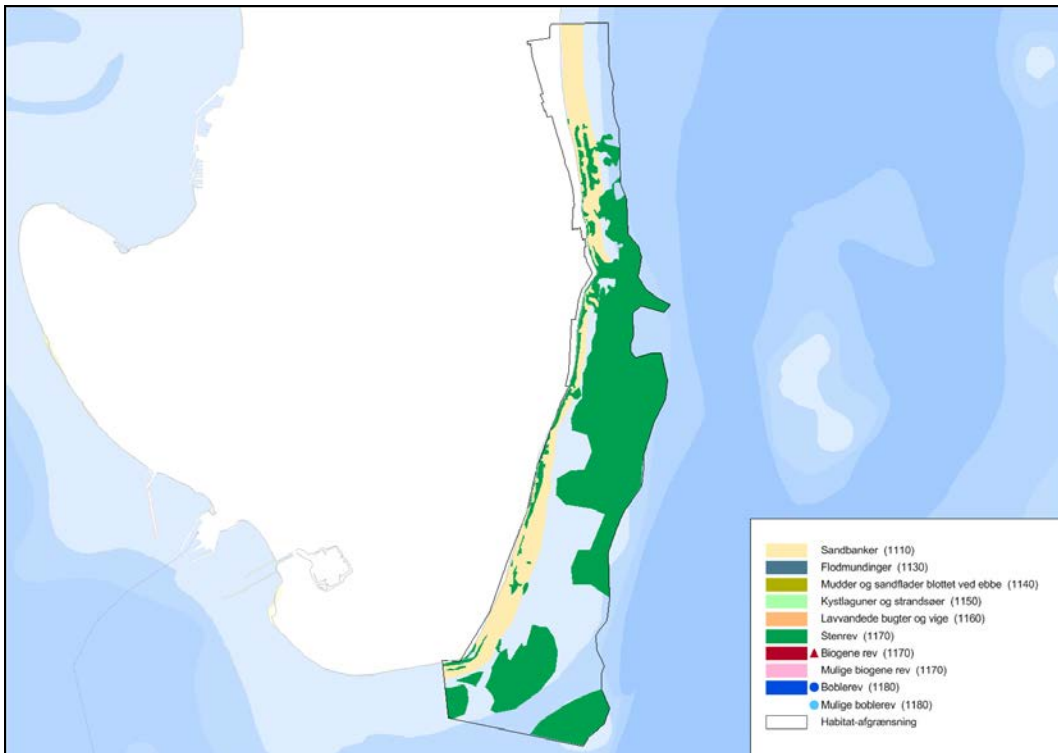 Sandbanker (1110)
Flodmundinger (1130)
Mudder og sandflader blottet ved ebbe (1140)
Kystlaguner og strandsøer (1150)
Lavvandede bugter og vige (1160)
Stenrev (1170)
Biogene rev (1170)
Mulige biogene rev (1170)
Boblerev (1180)
Mulige boblerev (1180)
Habitat-afgrænsning